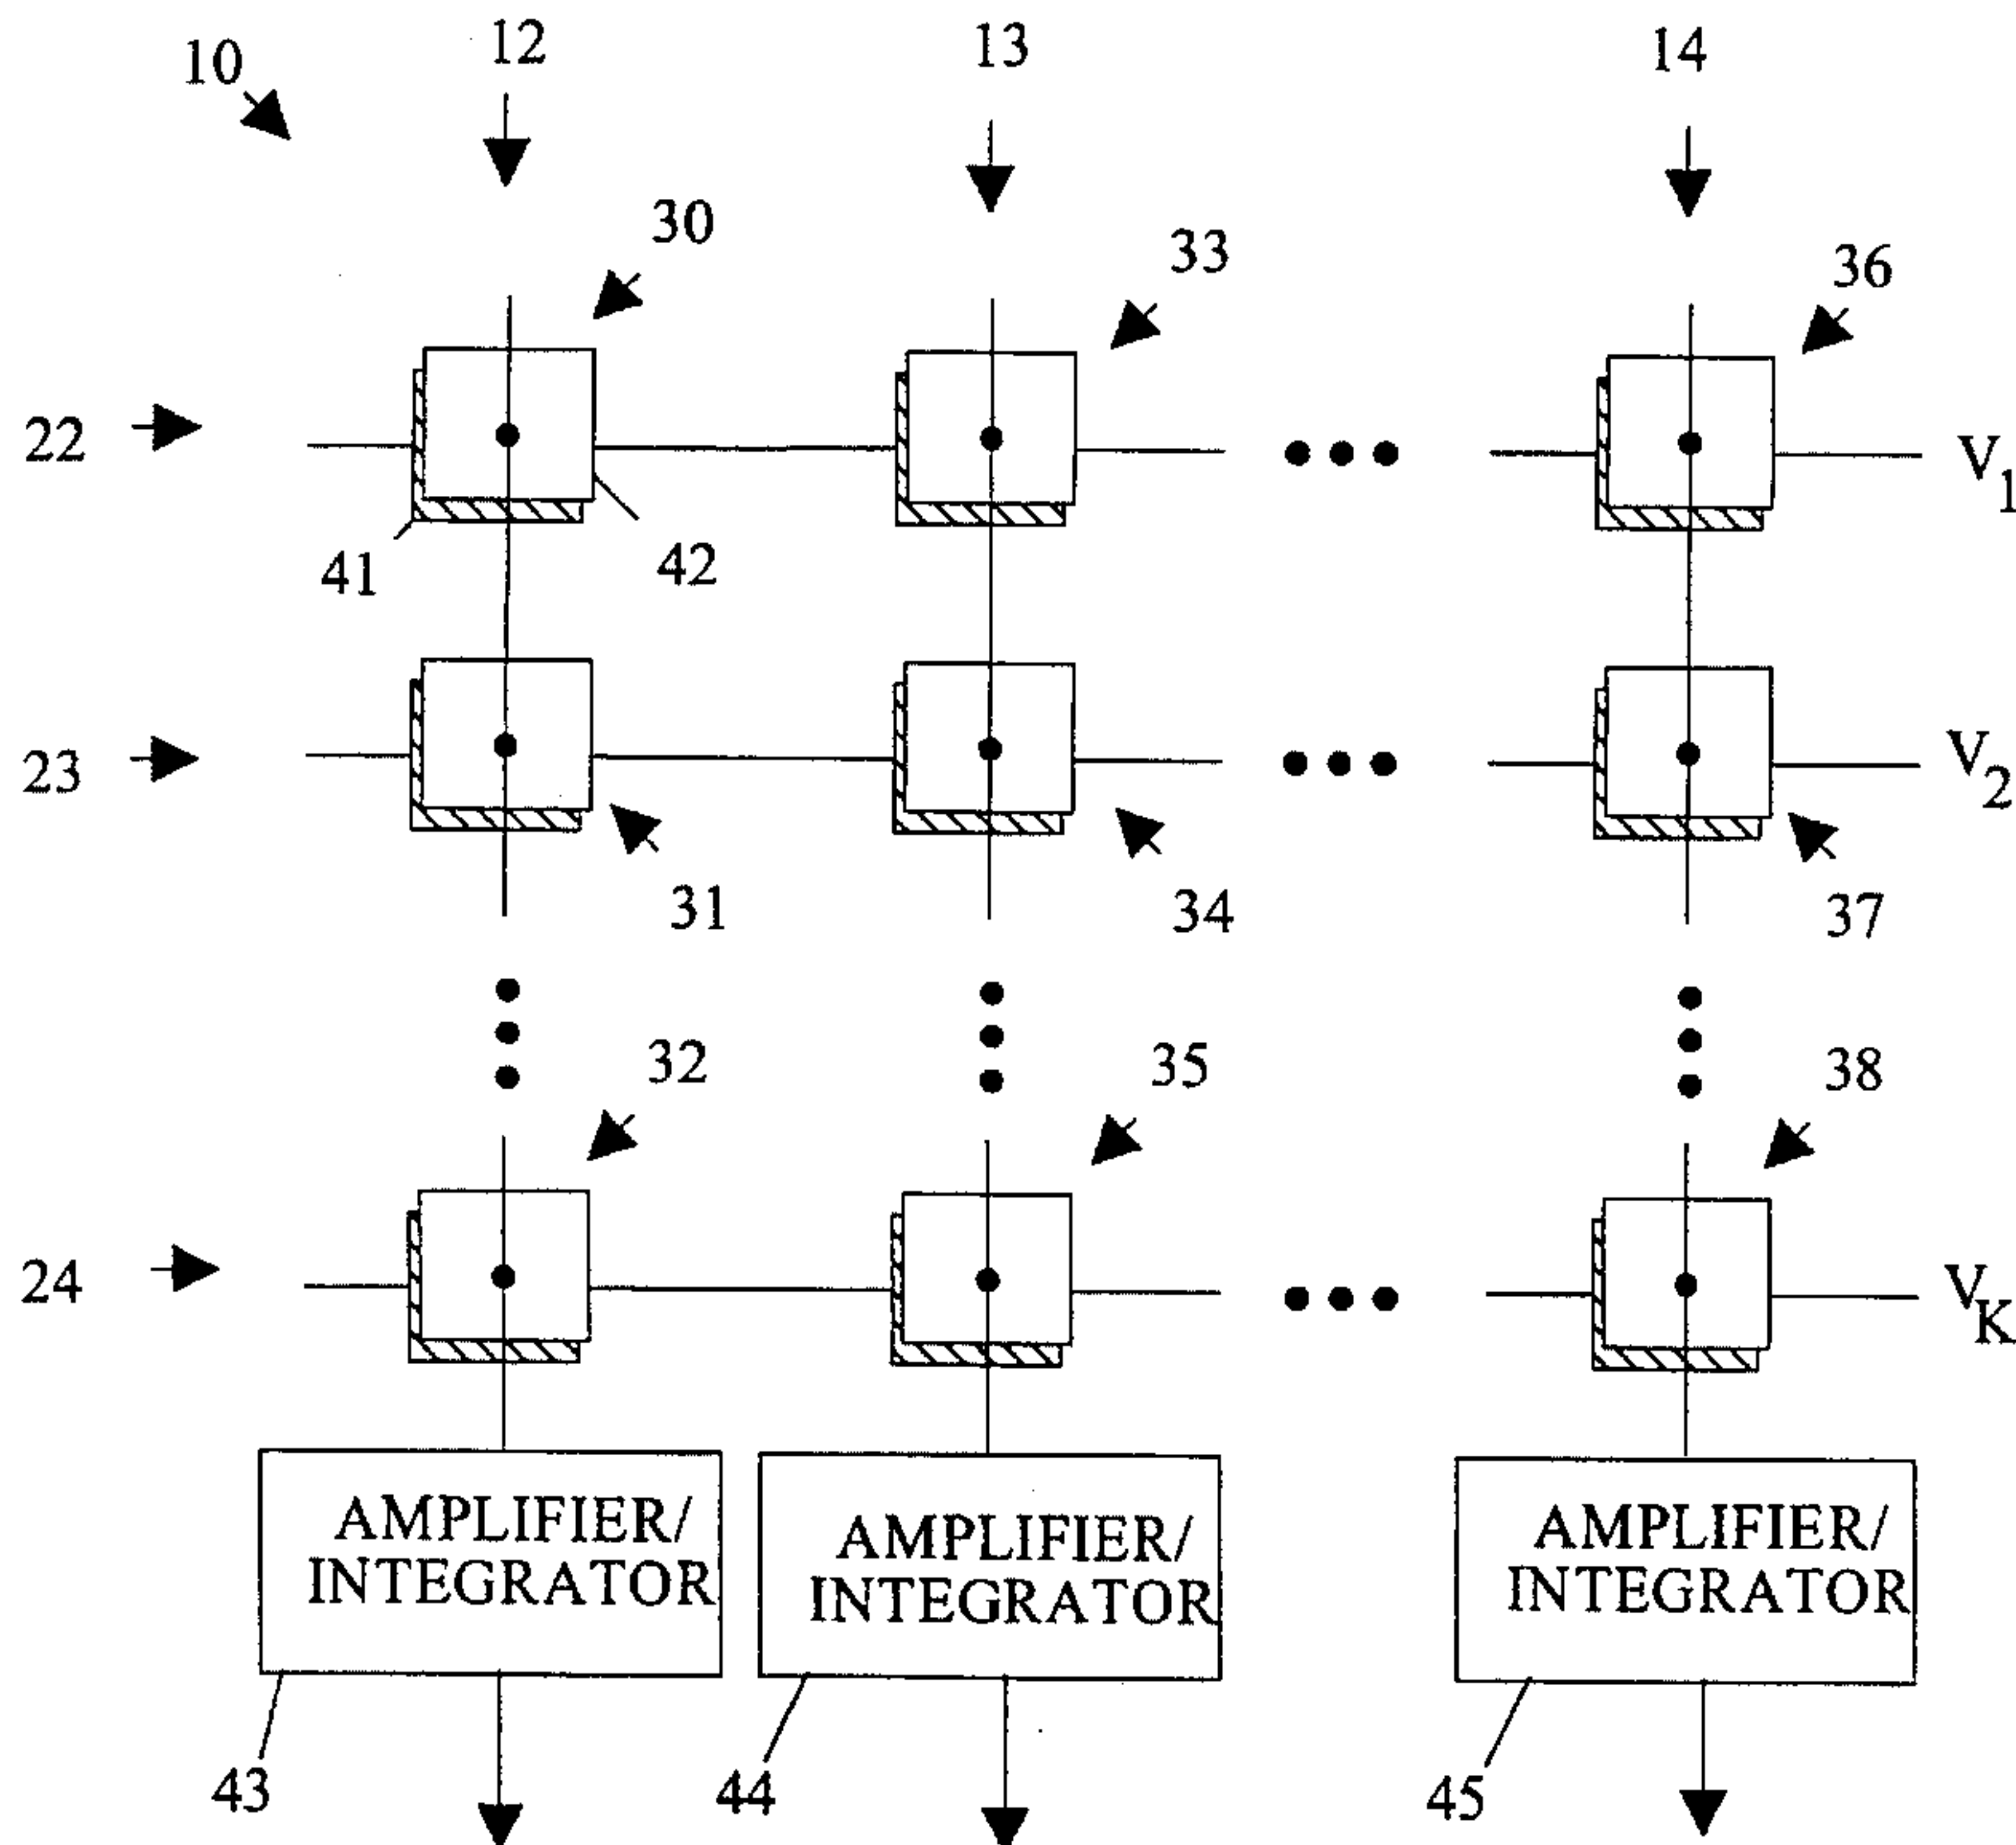 10
12
13
14
30
33
36
22
V1
41
42
23
V2
31
34
37
32
35
38
24
VK
AMPLIFIER/
INTEGRATOR
AMPLIFIER/
INTEGRATOR
AMPLIFIER/
INTEGRATOR
43
44
45